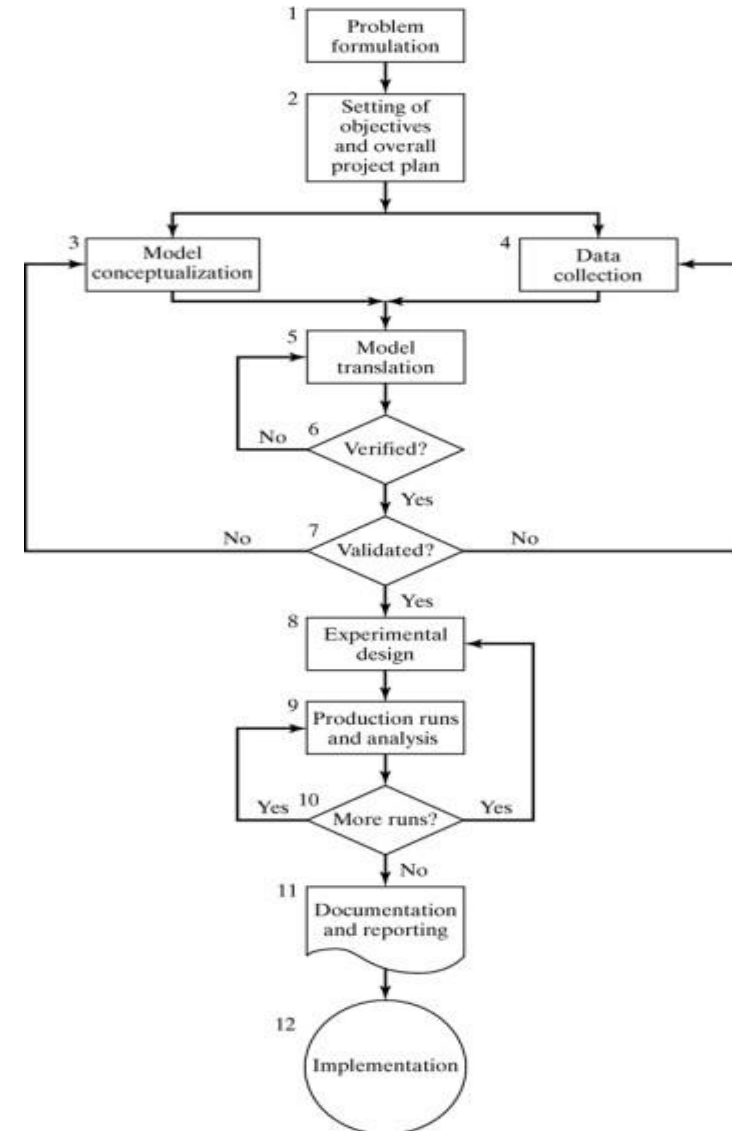 1
Problem
formulation
2
Setting of
objectives
and overall
project plan
3
Model
conceptualization
4
Data
collection
5
Model
translation
6
No
Verified?
Yes
7
No
Validated?
No
Yes
8
Experimental
design
9
Production runs
and analysis
10
Yes
More runs?
Yes
No
11
Documentation
and reporting
12
Implementation